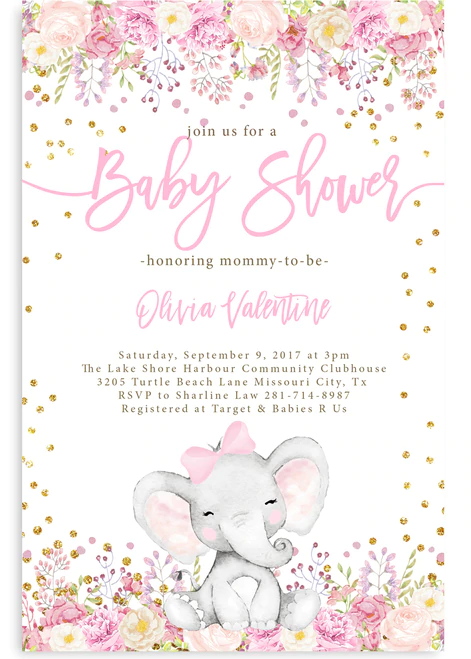 join us for a
Baby Shower
-honoring mommy-to-be-
Olivia Valentine
Saturday, September 9, 2017 at 3pm
The Lake Shore Harbour Community Clubhouse
3205 Turtle Beach Lane Missouri City, Tx
RSVP to Sharline Law 281-714-8987
Registered at Target & Babies R Us